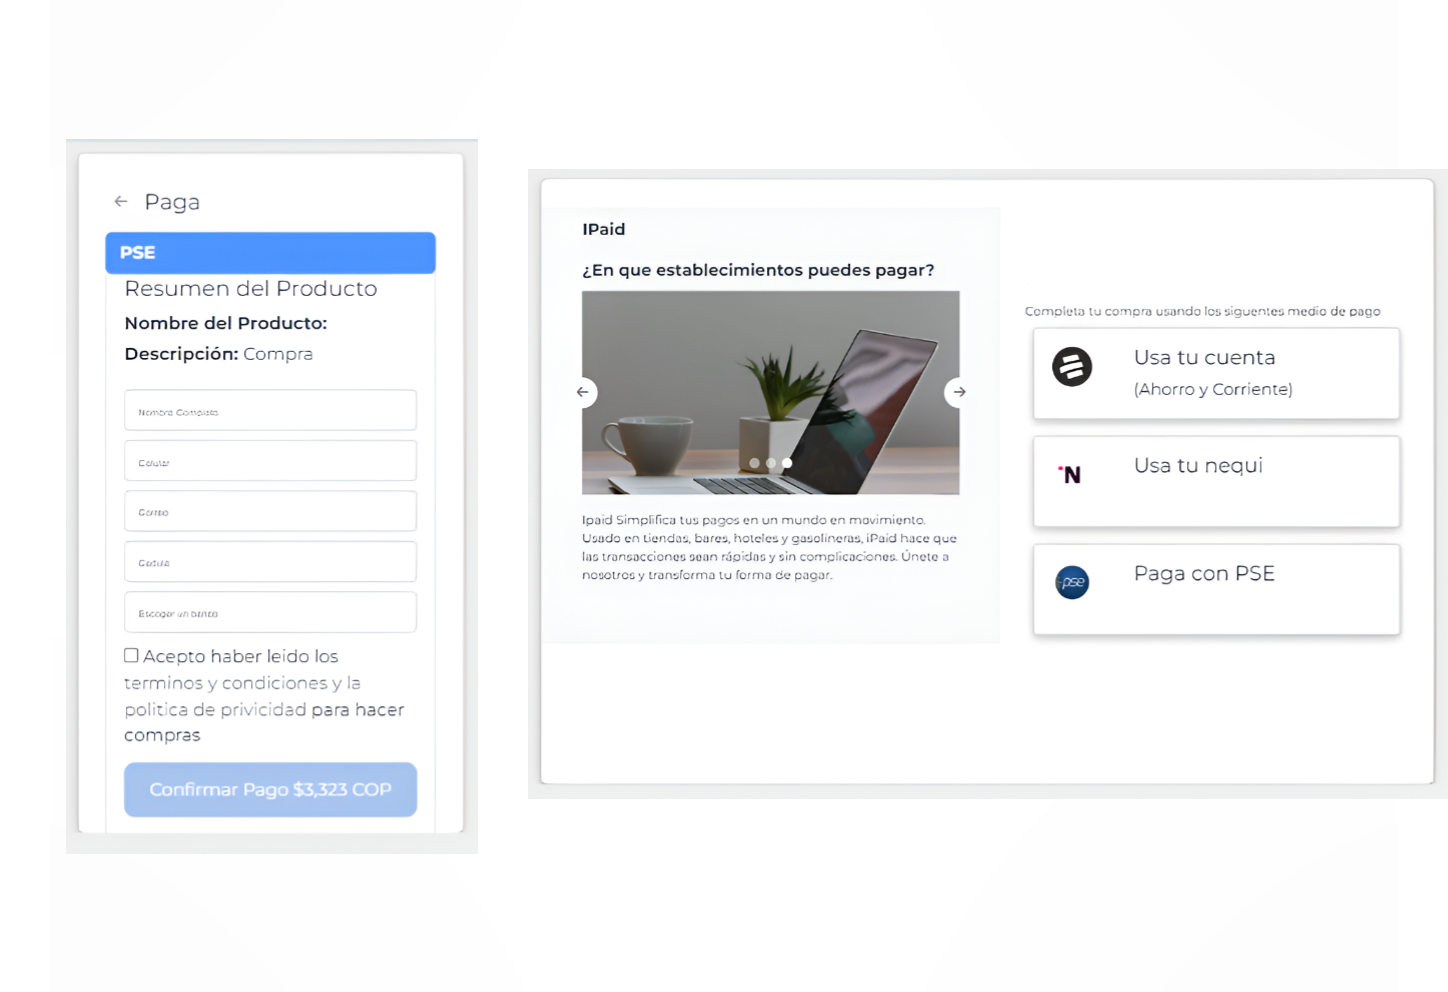 ← Paga
PSE
Resumen del Producto
Nombre del Producto:
Descripción: Compra
Nombre Completo
Celular
Correo
Cedula
Escoger un banco
Acepto haber leido los
terminos y condiciones y la
politica de privicidad para hacer
compras
Confirmar Pago $3,323 COP
IPaid
¿En que establecimientos puedes pagar?
Ipaid Simplifica tus pagos en un mundo en movimiento.
Usado en tiendas, bares, hoteles y gasolineras, iPaid hace que
las transacciones sean rápidas y sin complicaciones. Únete a
nosotros y transforma tu forma de pagar.
Completa tu compra usando los siguentes medio de pago
Usa tu cuenta
(Ahorro y Corriente)
N
Usa tu nequi
pse
Paga con PSE